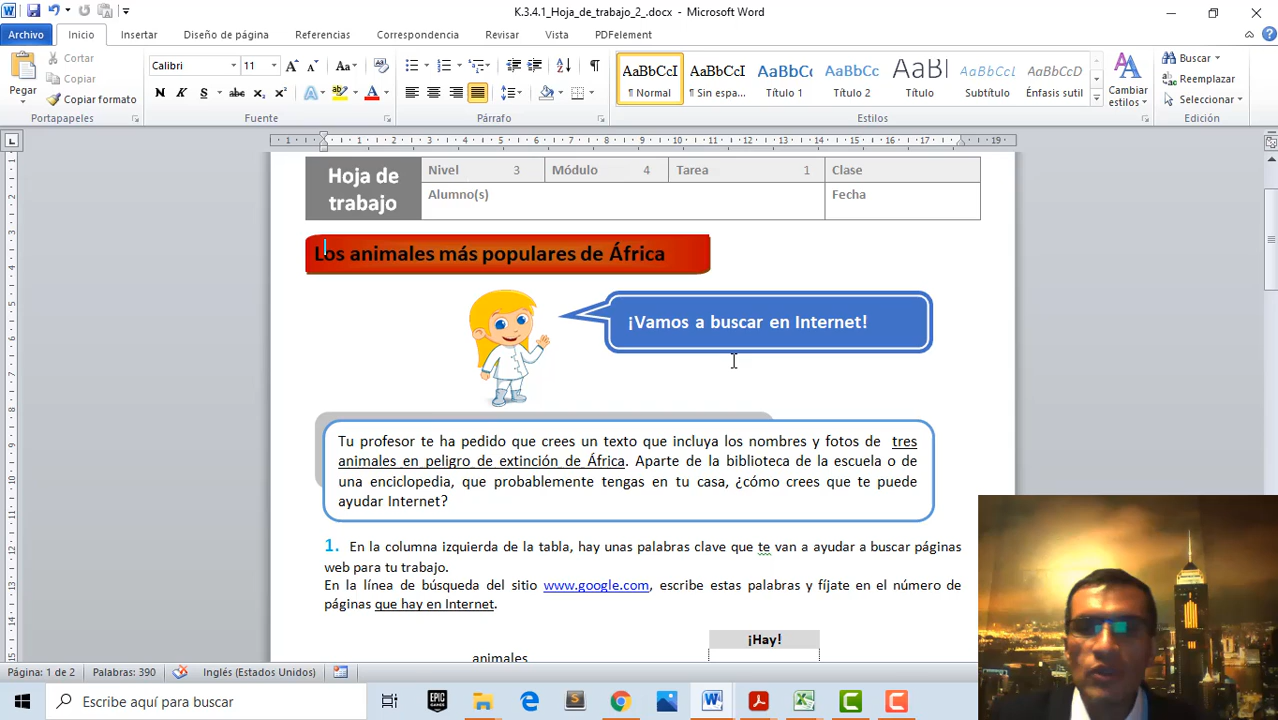 K.3.4.1_Hoja_de_trabajo_2_.docx - Microsoft Word
Archivo Inicio Insertar Diseño de página Referencias Correspondencia Revisar Vista PDFelement
Pegar
Cortar
Copiar
Copiar formato
Portapapeles
Calibri 11
N K S abc x₂ x²
Fuente
Párrafo
AaBbCcI AaBbCcI AaBbC AaBbCc AaBl AaBbCcI AaBbCcI
¶ Normal ¶ Sin espa... Título 1 Título 2 Título Subtítulo Énfasis sutil
Estilos
Cambiar estilos
Buscar
Reemplazar
Seleccionar
Edición
Hoja de trabajo
Nivel 3 Módulo 4 Tarea 1 Clase
Alumno(s) Fecha
Los animales más populares de África
¡Vamos a buscar en Internet!
Tu profesor te ha pedido que crees un texto que incluya los nombres y fotos de tres
animales en peligro de extinción de África. Aparte de la biblioteca de la escuela o de
una enciclopedia, que probablemente tengas en tu casa, ¿cómo crees que te puede
ayudar Internet?
1. En la columna izquierda de la tabla, hay unas palabras clave que te van a ayudar a buscar páginas
web para tu trabajo.
En la línea de búsqueda del sitio www.google.com, escribe estas palabras y fíjate en el número de
páginas que hay en Internet.
¡Hay!
animales
Página: 1 de 2 Palabras: 390 Inglés (Estados Unidos)
Escribe aquí para buscar
EPIC GAMES